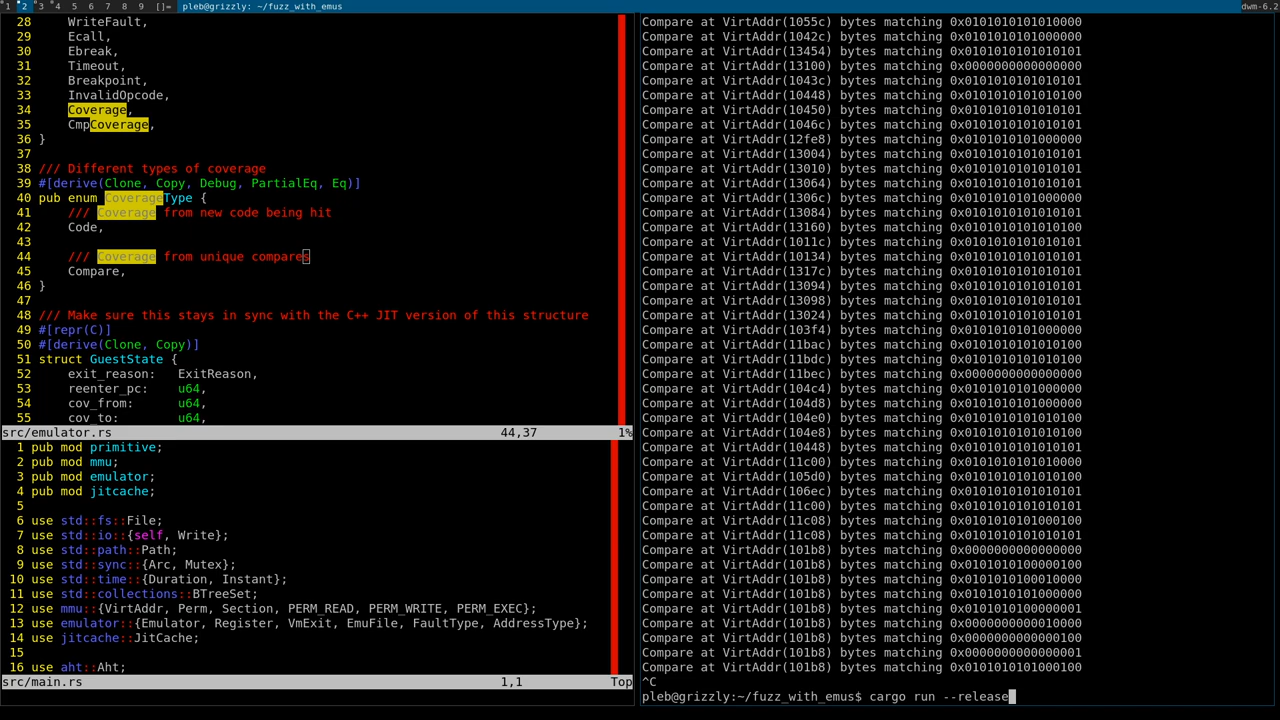 1 2 3 4 5 6 7 8 9 []= pleb@grizzly: ~/fuzz_with_emus dwm-6.2
28 WriteFault,
29 Ecall,
30 Ebreak,
31 Timeout,
32 Breakpoint,
33 InvalidOpcode,
34 Coverage,
35 CmpCoverage,
36 }
37
38 /// Different types of coverage
39 #[derive(Clone, Copy, Debug, PartialEq, Eq)]
40 pub enum CoverageType {
41 /// Coverage from new code being hit
42 Code,
43
44 /// Coverage from unique compares
45 Compare,
46 }
47
48 /// Make sure this stays in sync with the C++ JIT version of this structure
49 #[repr(C)]
50 #[derive(Clone, Copy)]
51 struct GuestState {
52 exit_reason: ExitReason,
53 reenter_pc: u64,
54 cov_from: u64,
55 cov_to: u64,
src/emulator.rs 44,37 1%
1 pub mod primitive;
2 pub mod mmu;
3 pub mod emulator;
4 pub mod jitcache;
5
6 use std::fs::File;
7 use std::io::{self, Write};
8 use std::path::Path;
9 use std::sync::{Arc, Mutex};
10 use std::time::{Duration, Instant};
11 use std::collections::BTreeSet;
12 use mmu::{VirtAddr, Perm, Section, PERM_READ, PERM_WRITE, PERM_EXEC};
13 use emulator::{Emulator, Register, VmExit, EmuFile, FaultType, AddressType};
14 use jitcache::JitCache;
15
16 use aht::Aht;
src/main.rs 1,1 Top
Compare at VirtAddr(1055c) bytes matching 0x0101010101010000
Compare at VirtAddr(1042c) bytes matching 0x0101010101000000
Compare at VirtAddr(13454) bytes matching 0x0101010101010101
Compare at VirtAddr(13100) bytes matching 0x0000000000000000
Compare at VirtAddr(1043c) bytes matching 0x0101010101010101
Compare at VirtAddr(10448) bytes matching 0x0101010101010100
Compare at VirtAddr(10450) bytes matching 0x0101010101010101
Compare at VirtAddr(1046c) bytes matching 0x0101010101010101
Compare at VirtAddr(12fe8) bytes matching 0x0101010101000000
Compare at VirtAddr(13004) bytes matching 0x0101010101010101
Compare at VirtAddr(13010) bytes matching 0x0101010101010101
Compare at VirtAddr(13064) bytes matching 0x0101010101010101
Compare at VirtAddr(1306c) bytes matching 0x0101010101000000
Compare at VirtAddr(13084) bytes matching 0x0101010101010101
Compare at VirtAddr(13160) bytes matching 0x0101010101010100
Compare at VirtAddr(1011c) bytes matching 0x0101010101010101
Compare at VirtAddr(10134) bytes matching 0x0101010101010101
Compare at VirtAddr(1317c) bytes matching 0x0101010101010101
Compare at VirtAddr(13094) bytes matching 0x0101010101010101
Compare at VirtAddr(13098) bytes matching 0x0101010101010101
Compare at VirtAddr(13024) bytes matching 0x0101010101010101
Compare at VirtAddr(103f4) bytes matching 0x0101010101000000
Compare at VirtAddr(11bac) bytes matching 0x0101010101010100
Compare at VirtAddr(11bdc) bytes matching 0x0101010101010100
Compare at VirtAddr(11bec) bytes matching 0x0000000000000000
Compare at VirtAddr(104c4) bytes matching 0x0101010101000000
Compare at VirtAddr(104d8) bytes matching 0x0101010101000000
Compare at VirtAddr(104e0) bytes matching 0x0101010101010100
Compare at VirtAddr(104e8) bytes matching 0x0101010101010100
Compare at VirtAddr(10448) bytes matching 0x0101010101010101
Compare at VirtAddr(11c00) bytes matching 0x0101010101010000
Compare at VirtAddr(105d0) bytes matching 0x0101010101010100
Compare at VirtAddr(106ec) bytes matching 0x0101010101010101
Compare at VirtAddr(11c00) bytes matching 0x0101010101010101
Compare at VirtAddr(11c08) bytes matching 0x0101010101000100
Compare at VirtAddr(11c08) bytes matching 0x0101010101010101
Compare at VirtAddr(101b8) bytes matching 0x0000000000000000
Compare at VirtAddr(101b8) bytes matching 0x0101010100000100
Compare at VirtAddr(101b8) bytes matching 0x0101010100010000
Compare at VirtAddr(101b8) bytes matching 0x0101010101000000
Compare at VirtAddr(101b8) bytes matching 0x0101010100000001
Compare at VirtAddr(101b8) bytes matching 0x0000000000010000
Compare at VirtAddr(101b8) bytes matching 0x0000000000000100
Compare at VirtAddr(101b8) bytes matching 0x0000000000000001
Compare at VirtAddr(101b8) bytes matching 0x0101010101000100
^C
pleb@grizzly:~/fuzz_with_emus$ cargo run --release